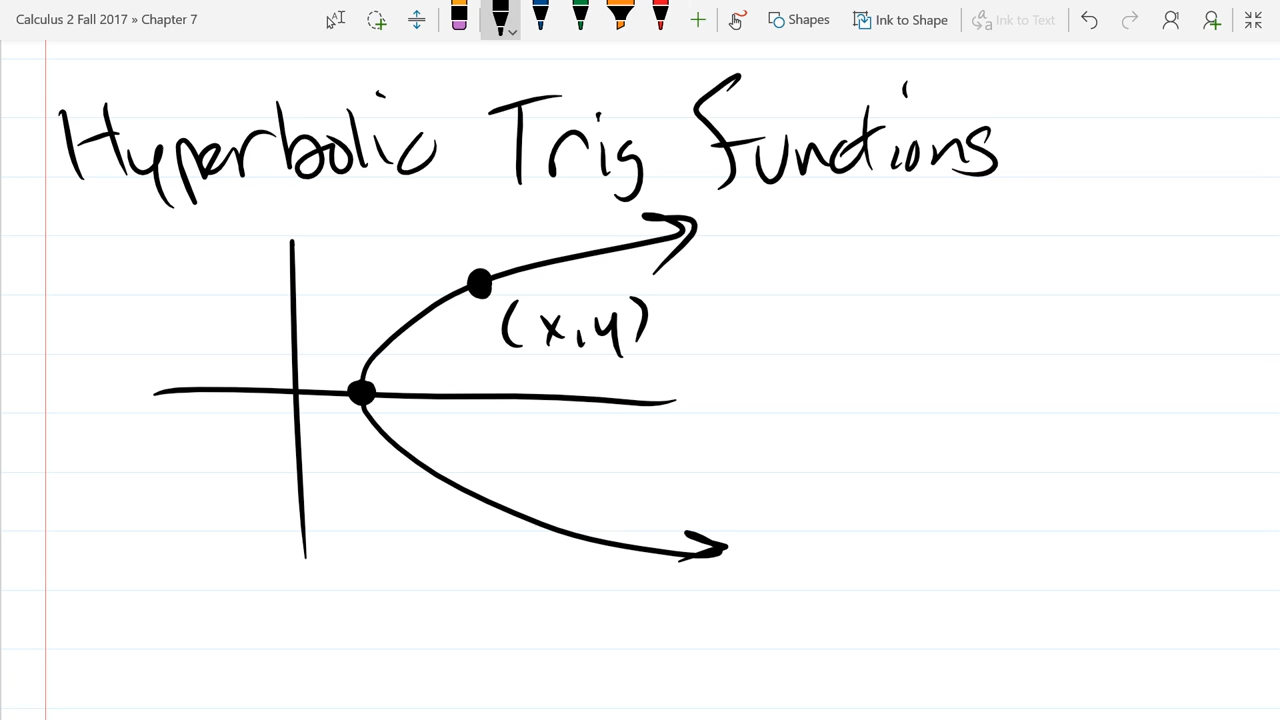 Calculus 2 Fall 2017 » Chapter 7
Shapes
Ink to Shape
Ink to Text
Hyperbolic Trig Functions
(x,y)